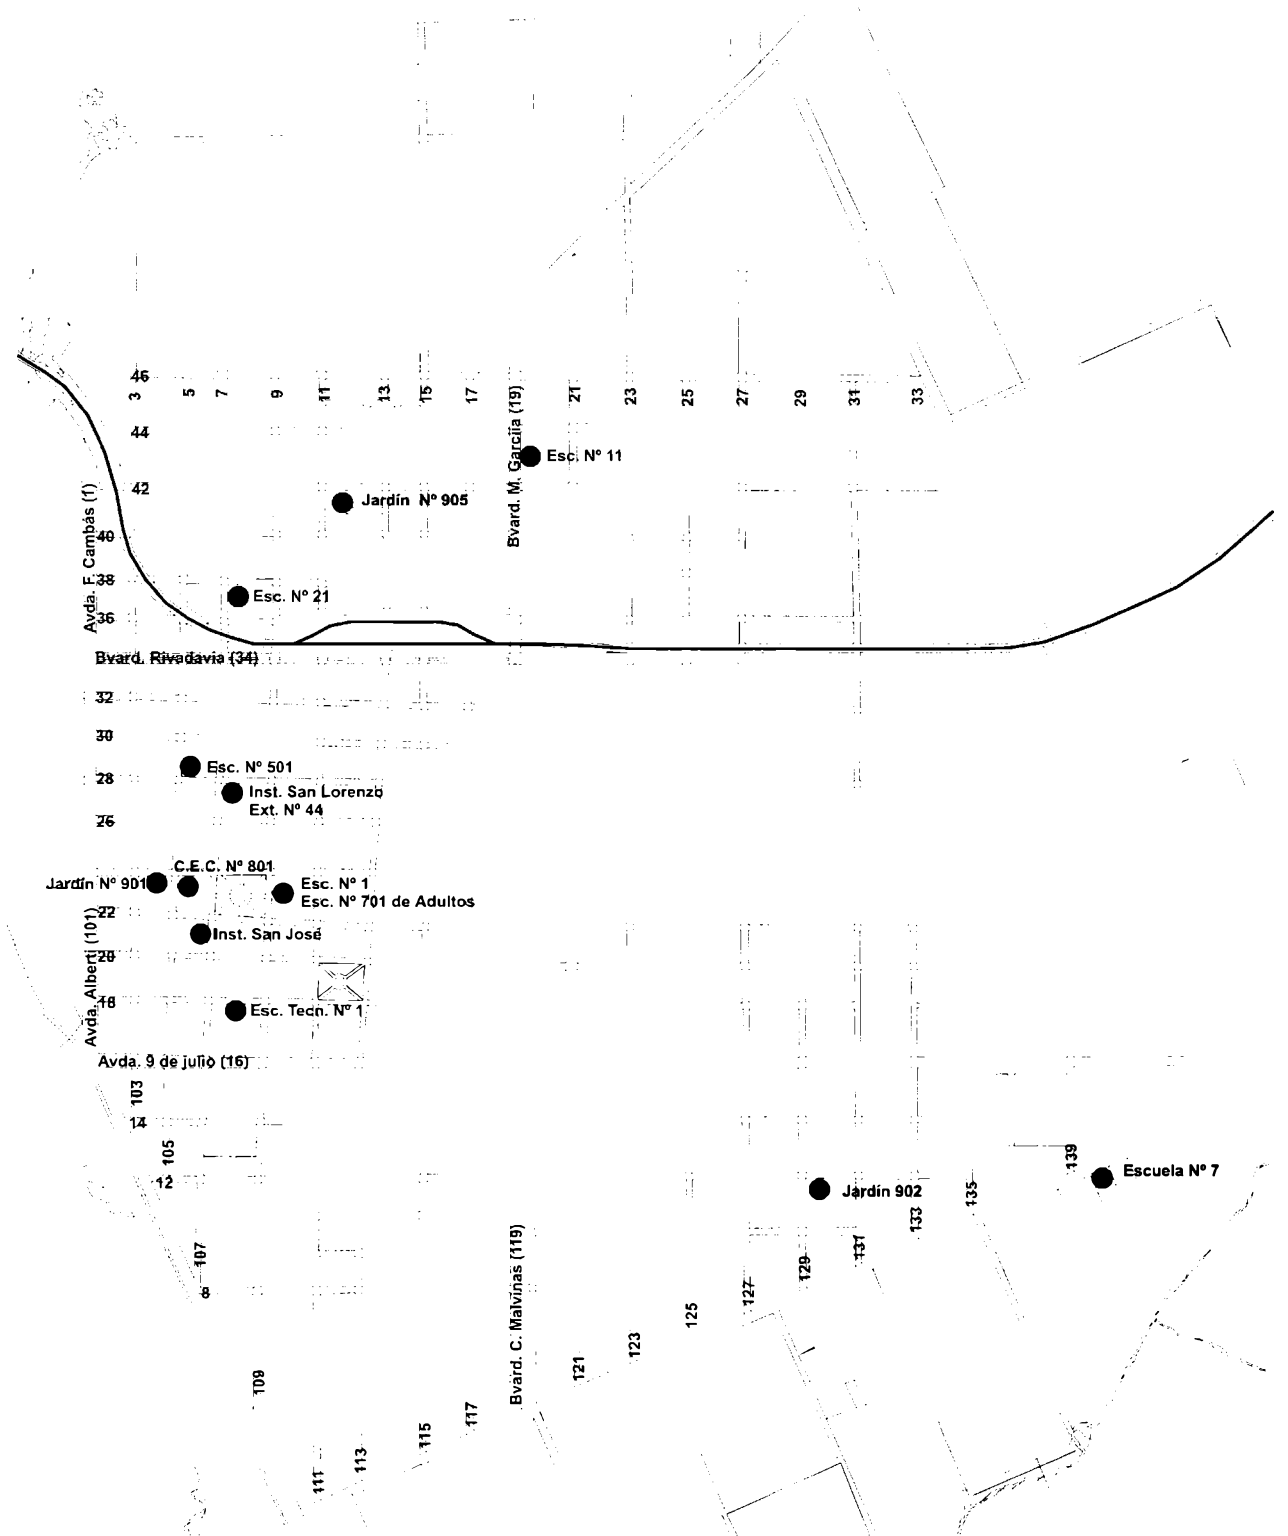 46
3
5
7
9
11
13
15
17
Bvard. M. Garciía (19)
21
23
25
27
29
31
33
44
Esc. Nº 11
42
Jardín Nº 905
Avda. F. Cambás (1)
40
38
Esc. Nº 21
36
Bvard. Rivadavia (34)
32
30
Esc. Nº 501
28
Inst. San Lorenzo
Ext. Nº 44
26
C.E.C. Nº 801
Jardín Nº 901
Esc. Nº 1
Esc. Nº 701 de Adultos
22
Avda. Alberti (101)
Inst. San José
20
18
Esc. Tecn. Nº 1
Avda. 9 de julio (16)
103
14
105
12
139
Escuela Nº 7
Jardín 902
135
133
131
129
127
125
107
8
Bvard. C. Malvinas (119)
123
121
109
117
115
113
111